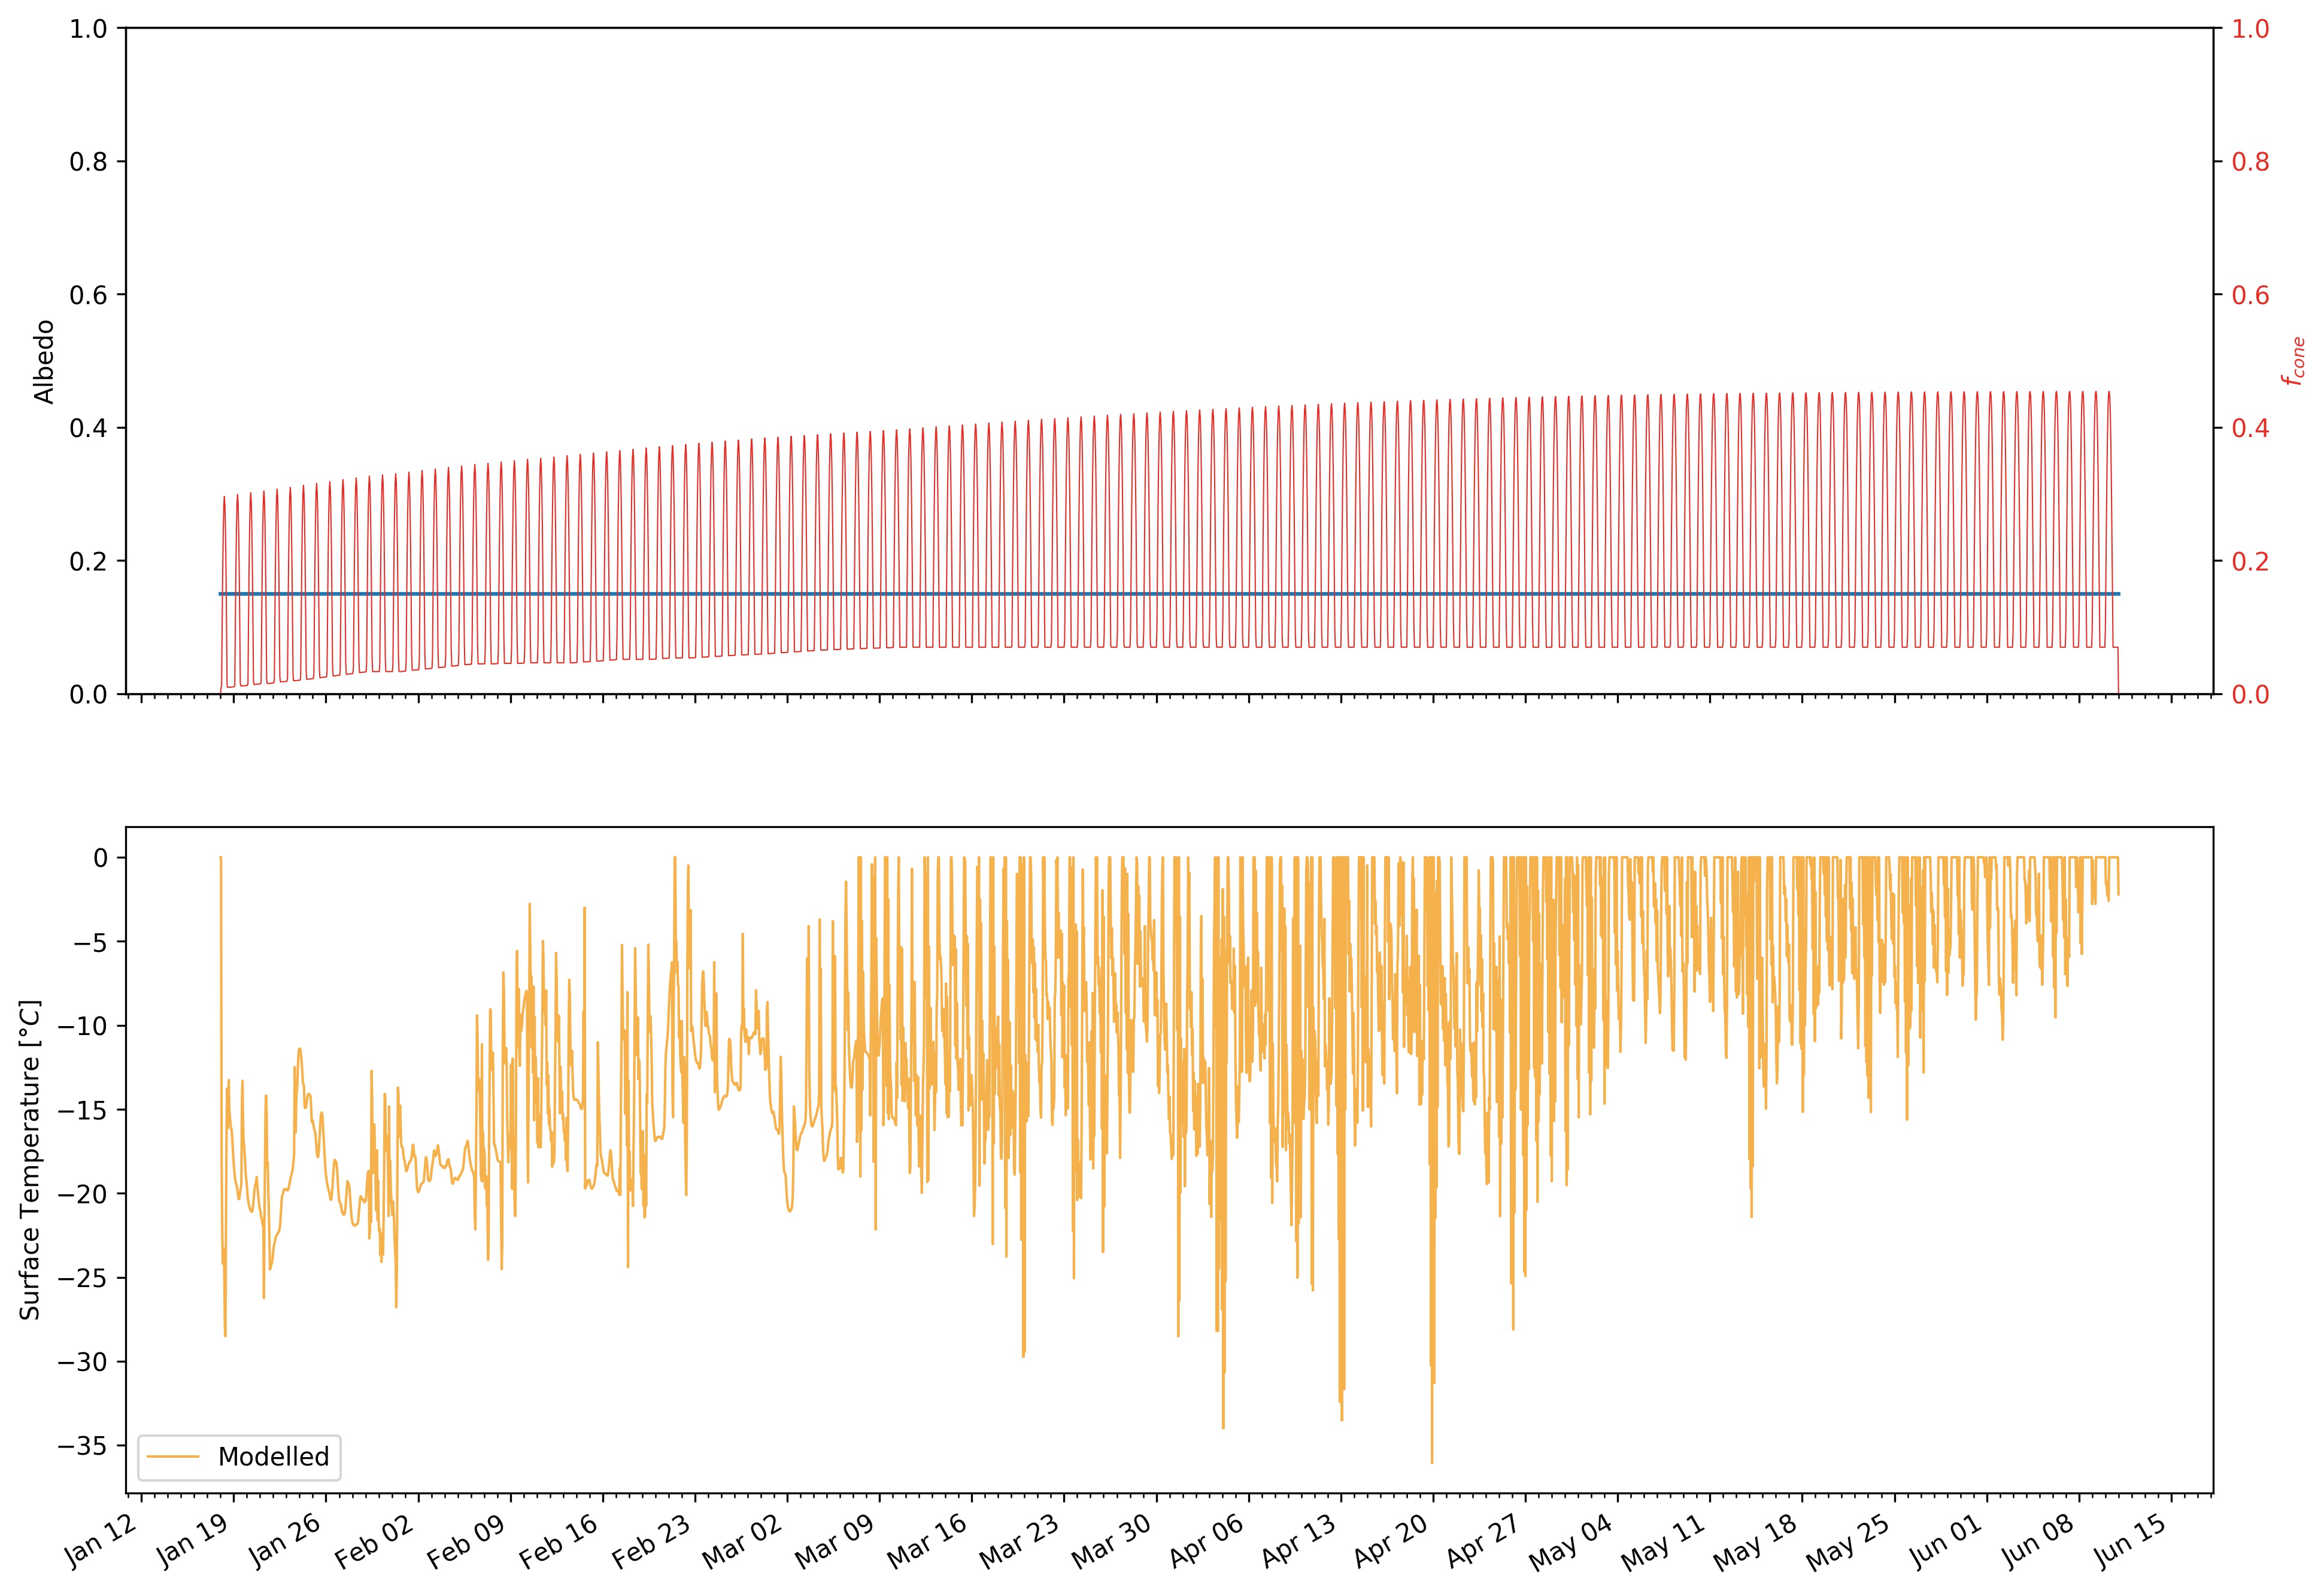 1.0
0.8
0.6
0.4
0.2
0.0
Albedo
1.0
0.8
0.6
0.4
0.2
0.0
f_cone
0
−5
−10
−15
−20
−25
−30
−35
Surface Temperature [°C]
Modelled
Jan 12
Jan 19
Jan 26
Feb 02
Feb 09
Feb 16
Feb 23
Mar 02
Mar 09
Mar 16
Mar 23
Mar 30
Apr 06
Apr 13
Apr 20
Apr 27
May 04
May 11
May 18
May 25
Jun 01
Jun 08
Jun 15